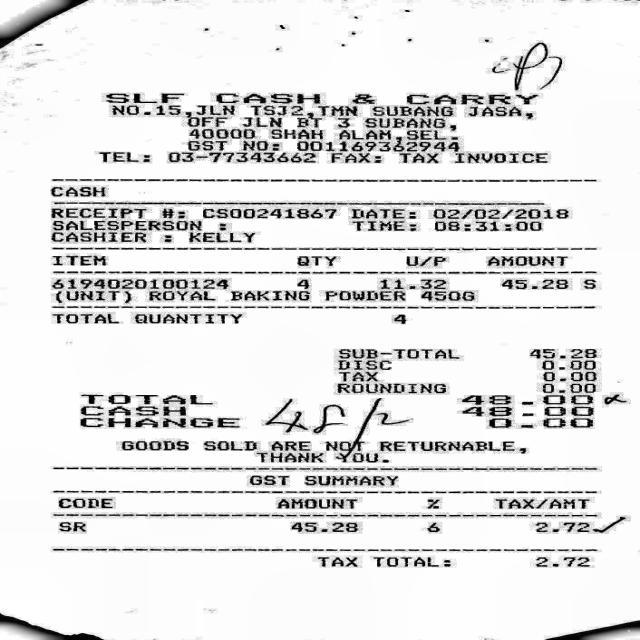 SLF CASH & CARRY
NO.15,JLN TSJ2,TMN SUBANG JASA,
OFF JLN BT 3 SUBANG,
40000 SHAH ALAM,SEL.
GST NO: 001169362944
TEL: 03-77343662 FAX: TAX INVOICE
CASH
RECEIPT #: CS00241867 DATE: 02/02/2018
SALESPERSON : TIME: 08:31:00
CASHIER : KELLY
ITEM QTY U/P AMOUNT
6194020100124 4 11.32 45.28 S
(UNIT) ROYAL BAKING POWDER 450G
TOTAL QUANTITY 4
SUB-TOTAL 45.28
DISC 0.00
TAX 0.00
ROUNDING 0.00
TOTAL 48.00
CASH 48.00
CHANGE 0.00
GOODS SOLD ARE NOT RETURNABLE,
THANK YOU.
GST SUMMARY
CODE AMOUNT % TAX/AMT
SR 45.28 6 2.72
TAX TOTAL: 2.72